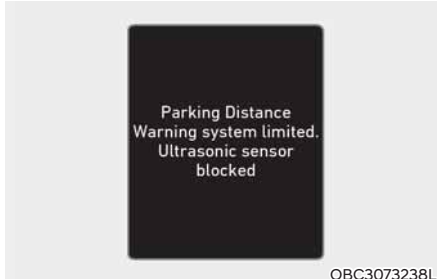 Parking Distance
Warning system limited.
Ultrasonic sensor
blocked
OBC3073238L